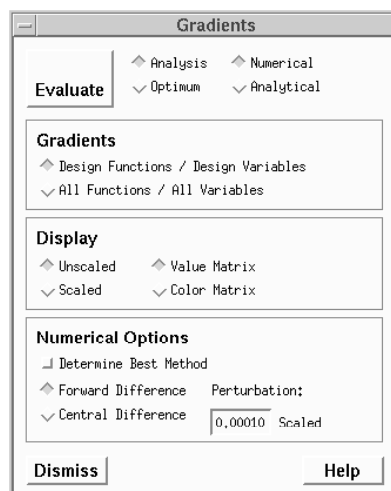 Gradients
Analysis Numerical
Evaluate
Optimum Analytical
Gradients
Design Functions / Design Variables
All Functions / All Variables
Display
Unscaled Value Matrix
Scaled Color Matrix
Numerical Options
Determine Best Method
Forward Difference Perturbation:
Central Difference 0.00010 Scaled
Dismiss Help